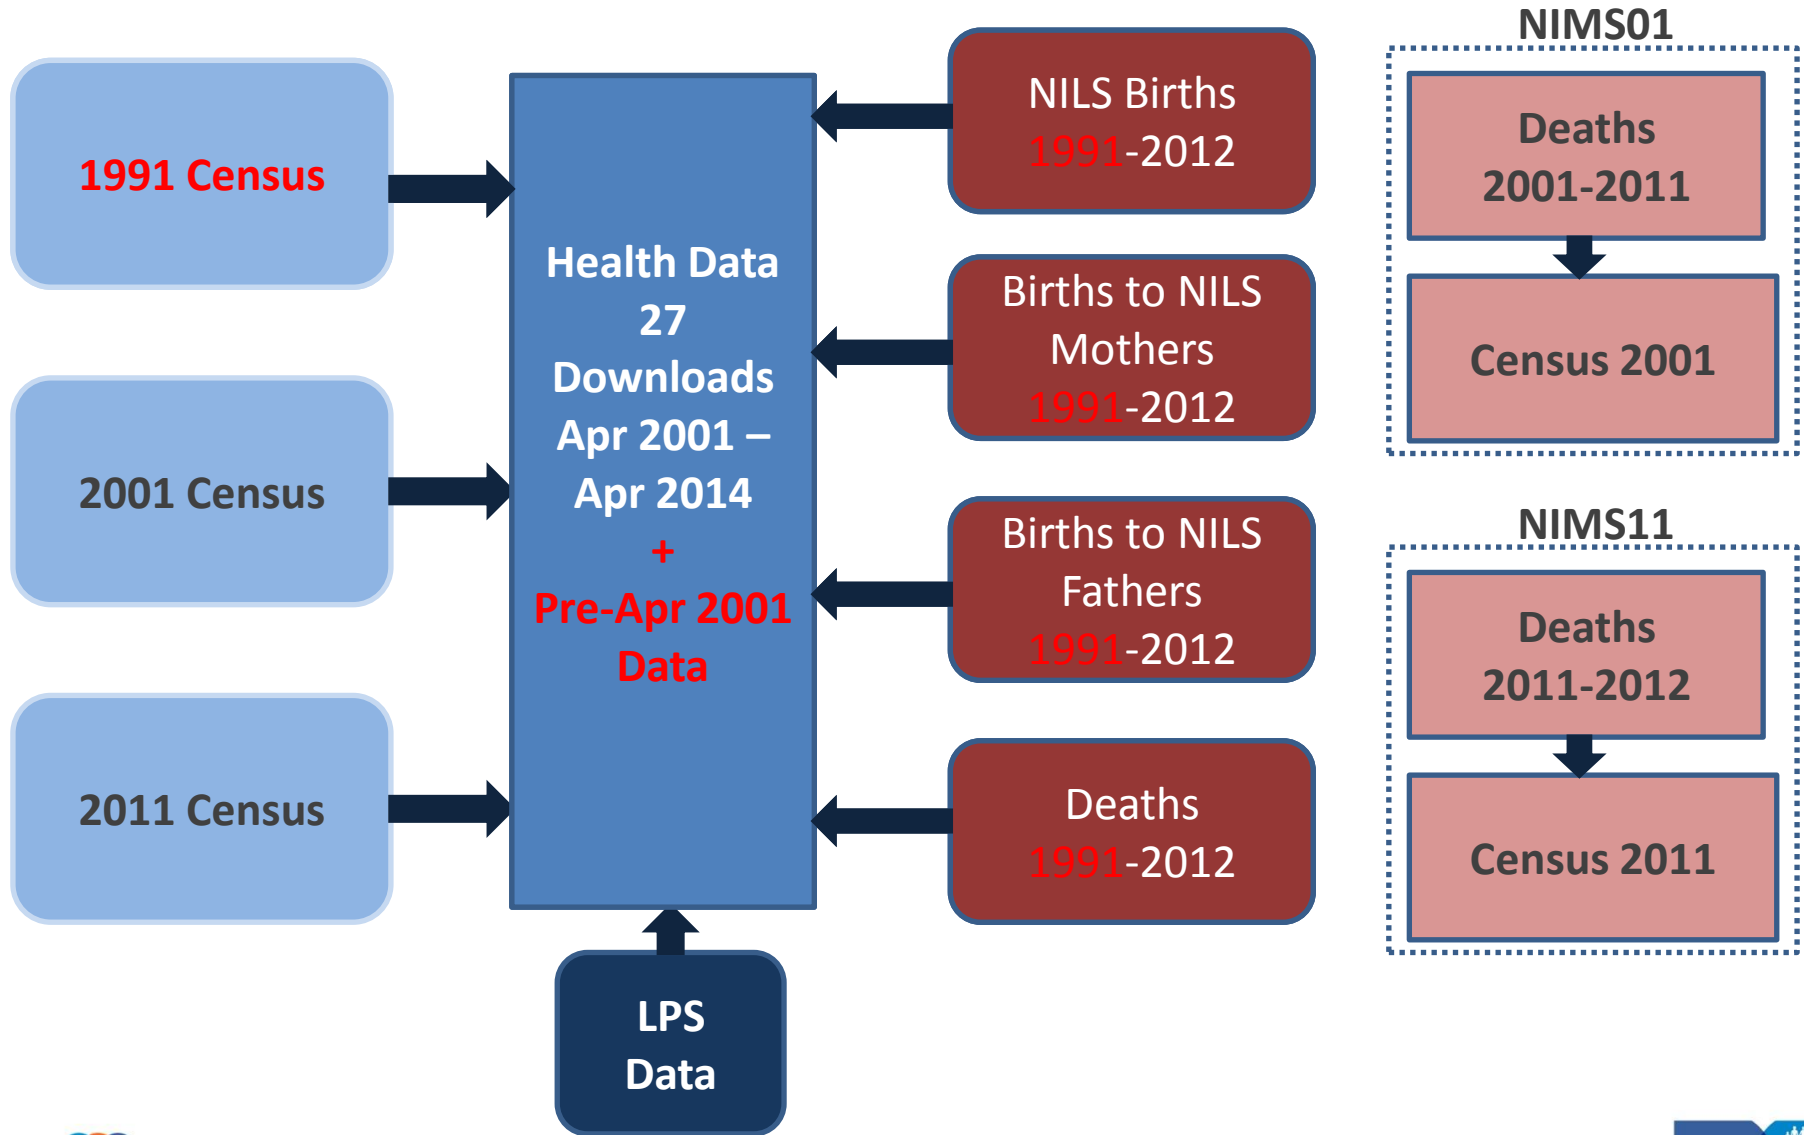 1991 Census
2001 Census
2011 Census
Health Data
27
Downloads
Apr 2001 –
Apr 2014
+
Pre-Apr 2001
Data
LPS
Data
NILS Births
1991-2012
Births to NILS
Mothers
1991-2012
Births to NILS
Fathers
1991-2012
Deaths
1991-2012
NIMS01
Deaths
2001-2011
Census 2001
NIMS11
Deaths
2011-2012
Census 2011